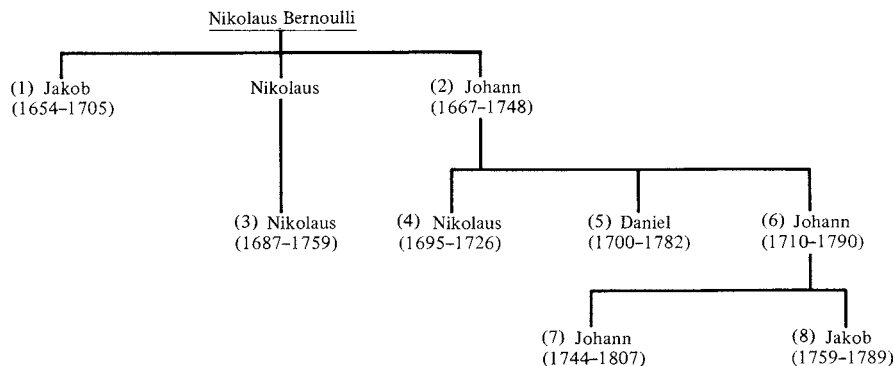 Nikolaus Bernoulli
(1) Jakob
(1654–1705)
Nikolaus
(2) Johann
(1667–1748)
(3) Nikolaus
(1687–1759)
(4) Nikolaus
(1695–1726)
(5) Daniel
(1700–1782)
(6) Johann
(1710–1790)
(7) Johann
(1744–1807)
(8) Jakob
(1759–1789)